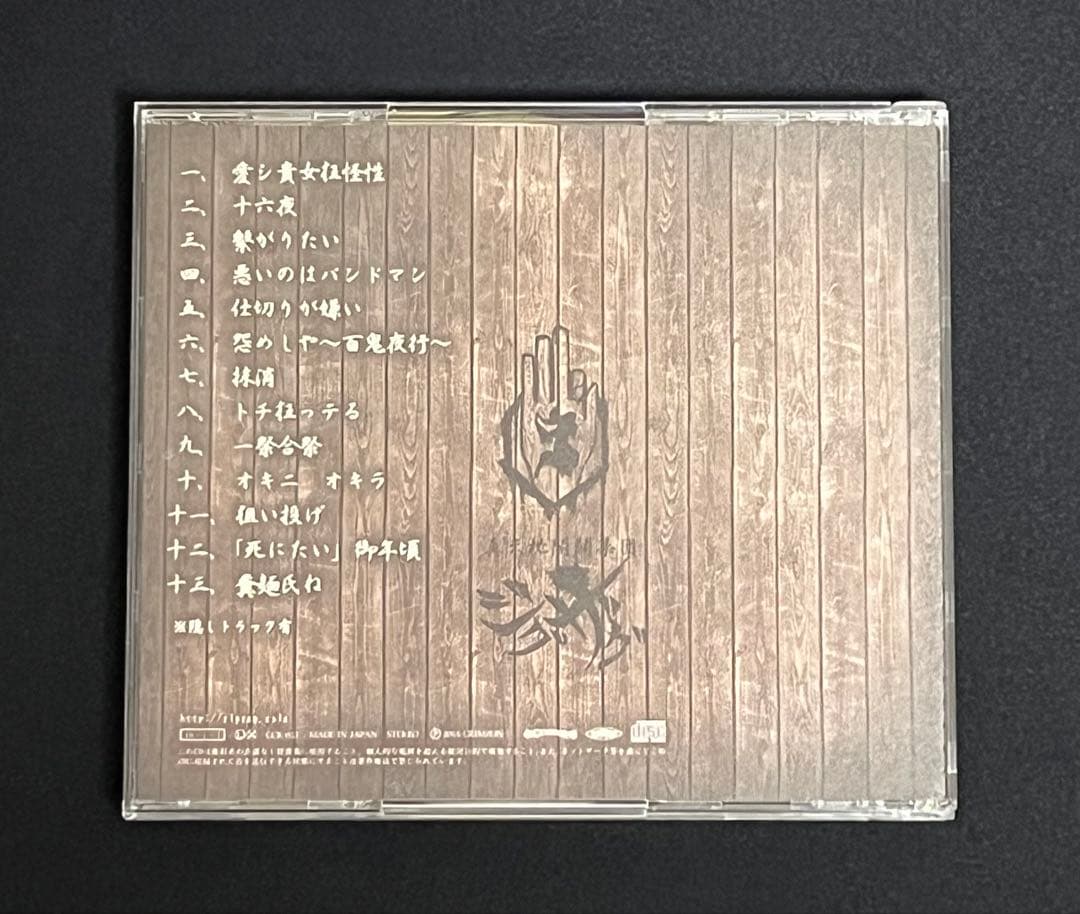 一、 愛シ貴女狂怪性
二、 十六夜
三、 繋がりたい
四、 悪いのはバンドマン
五、 仕切りが嫌い
六、 怨めしや〜百鬼夜行〜
七、 抹消
八、 トチ狂っテる
九、 一祭合祭
十、 オキニ オキラ
十一、 狙い投げ
十二、 「死にたい」御年頃
十三、 糞麺氏ね
※隠しトラック有
MADE IN JAPAN STEREO